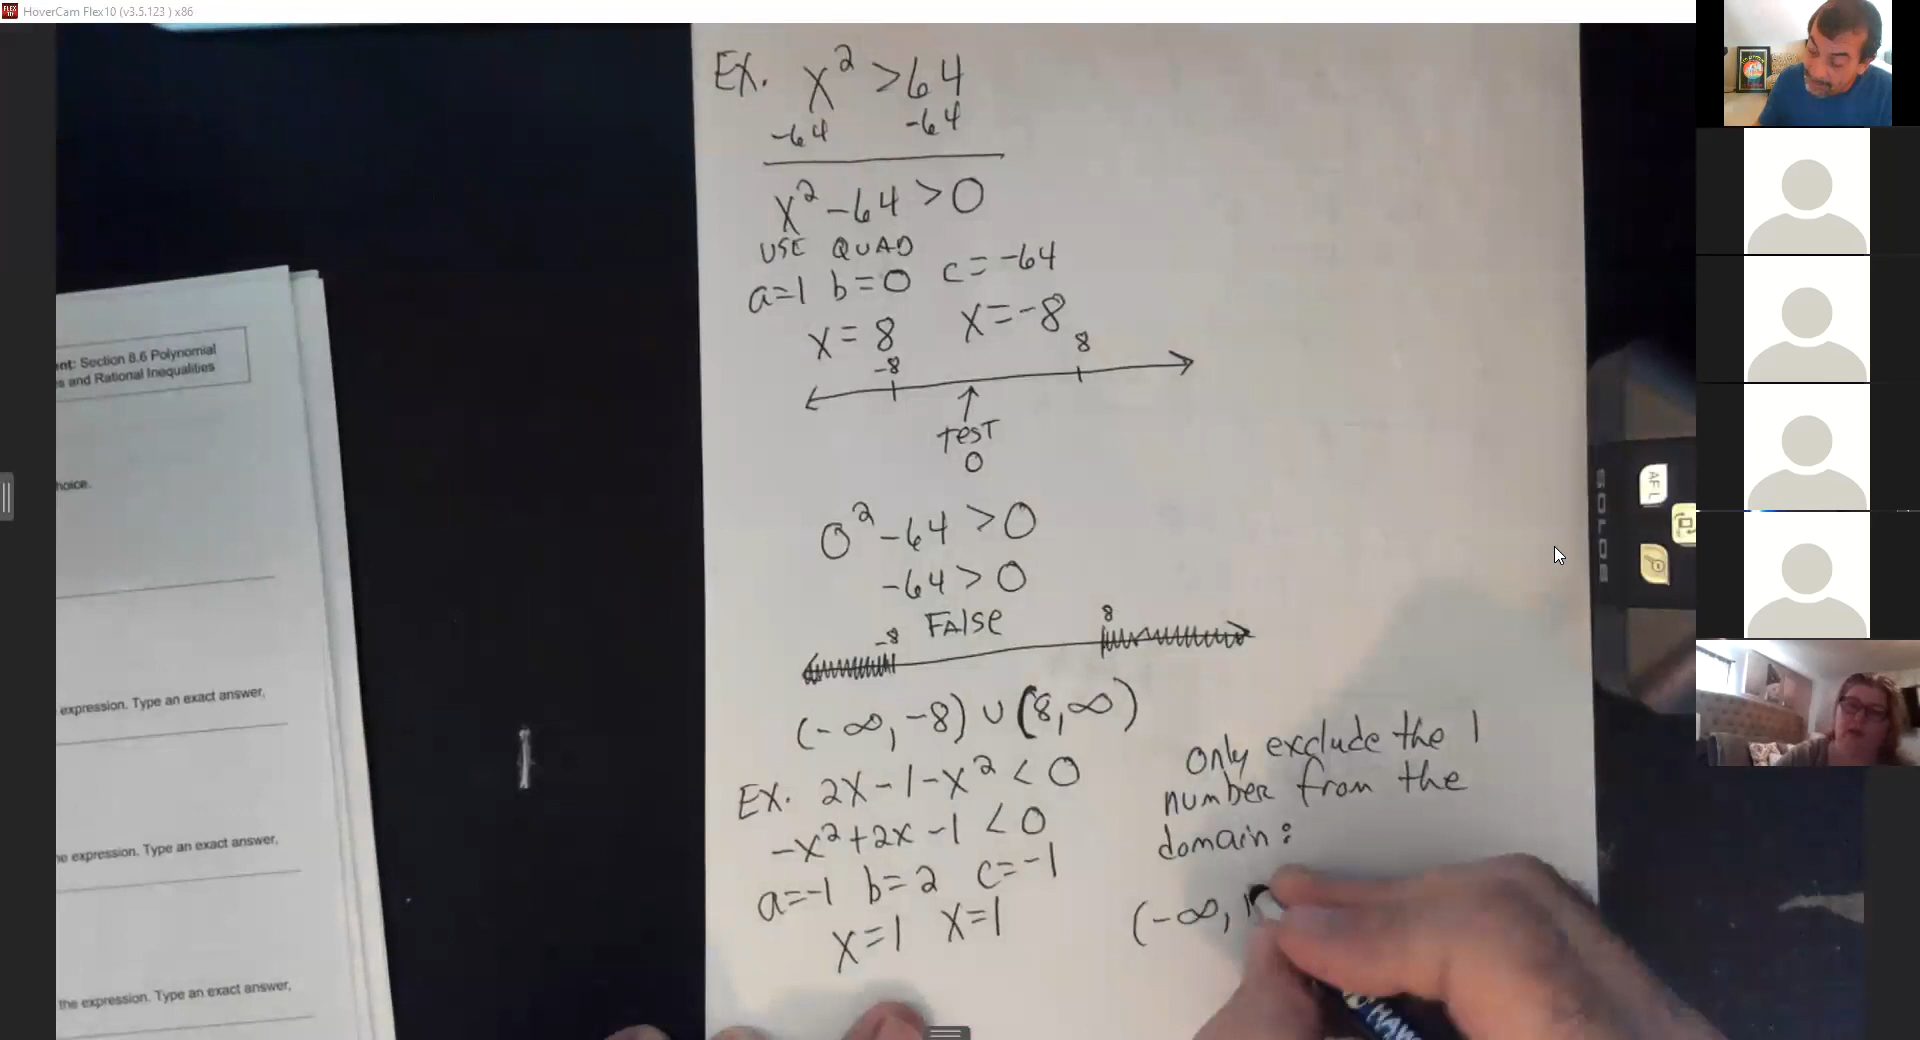 HoverCam Flex10 (v3.5.123 ) x86
EX. x² >64
-64 -64
x² -64 >0
USE QUAD
a=1 b=0 c=-64
x=8 x=-8
-8 8
TEST
0
0² -64 >0
-64>0
FAlSE
-8 8
(-∞,-8) ∪ (8,∞)
EX. 2x-1-x² <0
-x²+2x-1 <0
a=-1 b=2 c=-1
x=1 x=1
only exclude the 1
number from the
domain:
(-∞, 1
Section 8.6 Polynomial
and Rational Inequalities
expression. Type an exact answer,
expression. Type an exact answer,
the expression. Type an exact answer,
AFL